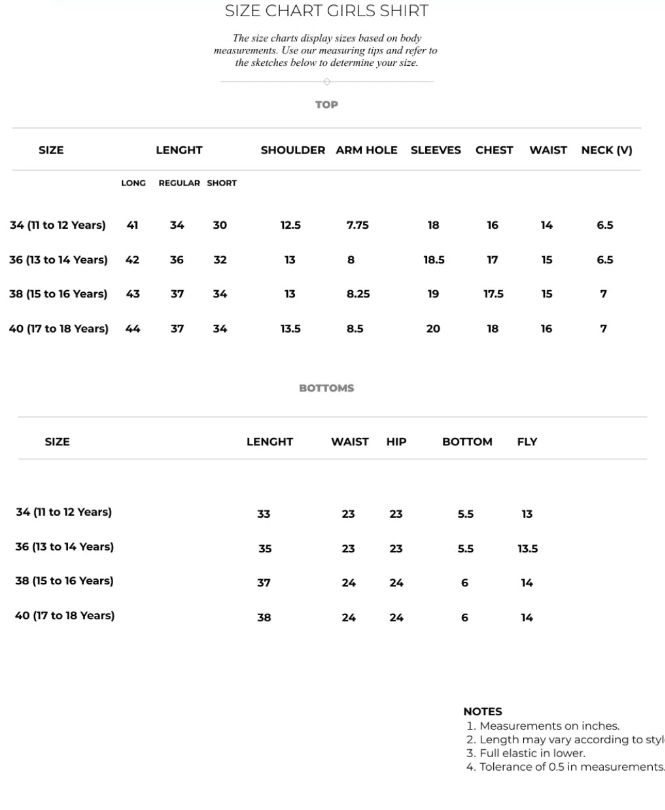 SIZE CHART GIRLS SHIRT
The size charts display sizes based on body
measurements. Use our measuring tips and refer to
the sketches below to determine your size.
TOP
SIZE LENGHT SHOULDER ARM HOLE SLEEVES CHEST WAIST NECK (V)
LONG REGULAR SHORT
34 (11 to 12 Years) 41 34 30 12.5 7.75 18 16 14 6.5
36 (13 to 14 Years) 42 36 32 13 8 18.5 17 15 6.5
38 (15 to 16 Years) 43 37 34 13 8.25 19 17.5 15 7
40 (17 to 18 Years) 44 37 34 13.5 8.5 20 18 16 7
BOTTOMS
SIZE LENGHT WAIST HIP BOTTOM FLY
34 (11 to 12 Years) 33 23 23 5.5 13
36 (13 to 14 Years) 35 23 23 5.5 13.5
38 (15 to 16 Years) 37 24 24 6 14
40 (17 to 18 Years) 38 24 24 6 14
NOTES
1. Measurements on inches.
2. Length may vary according to styl
3. Full elastic in lower.
4. Tolerance of 0.5 in measurements.